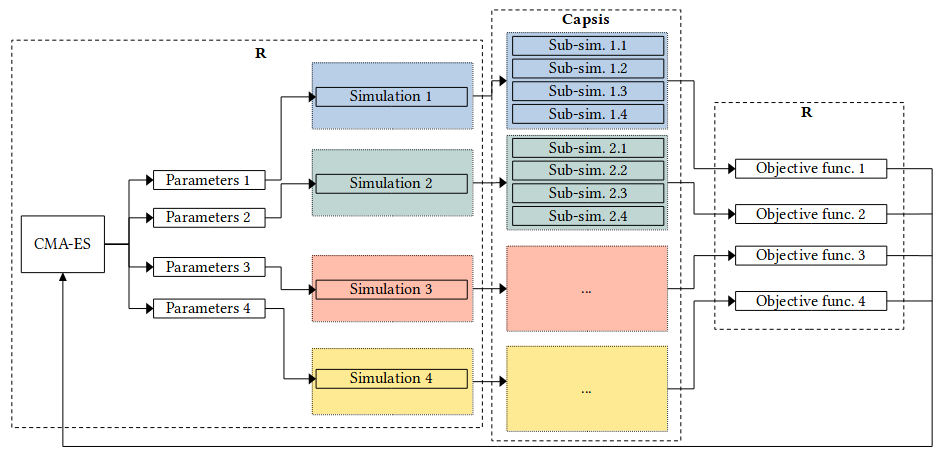 Capsis
R
Sub-sim. 1.1
Sub-sim. 1.2
Sub-sim. 1.3
Sub-sim. 1.4
Simulation 1
R
Sub-sim. 2.1
Sub-sim. 2.2
Sub-sim. 2.3
Sub-sim. 2.4
Parameters 1
Simulation 2
Objective func. 1
Parameters 2
Objective func. 2
CMA-ES
Parameters 3
Simulation 3
...
Objective func. 3
Parameters 4
Objective func. 4
Simulation 4
...